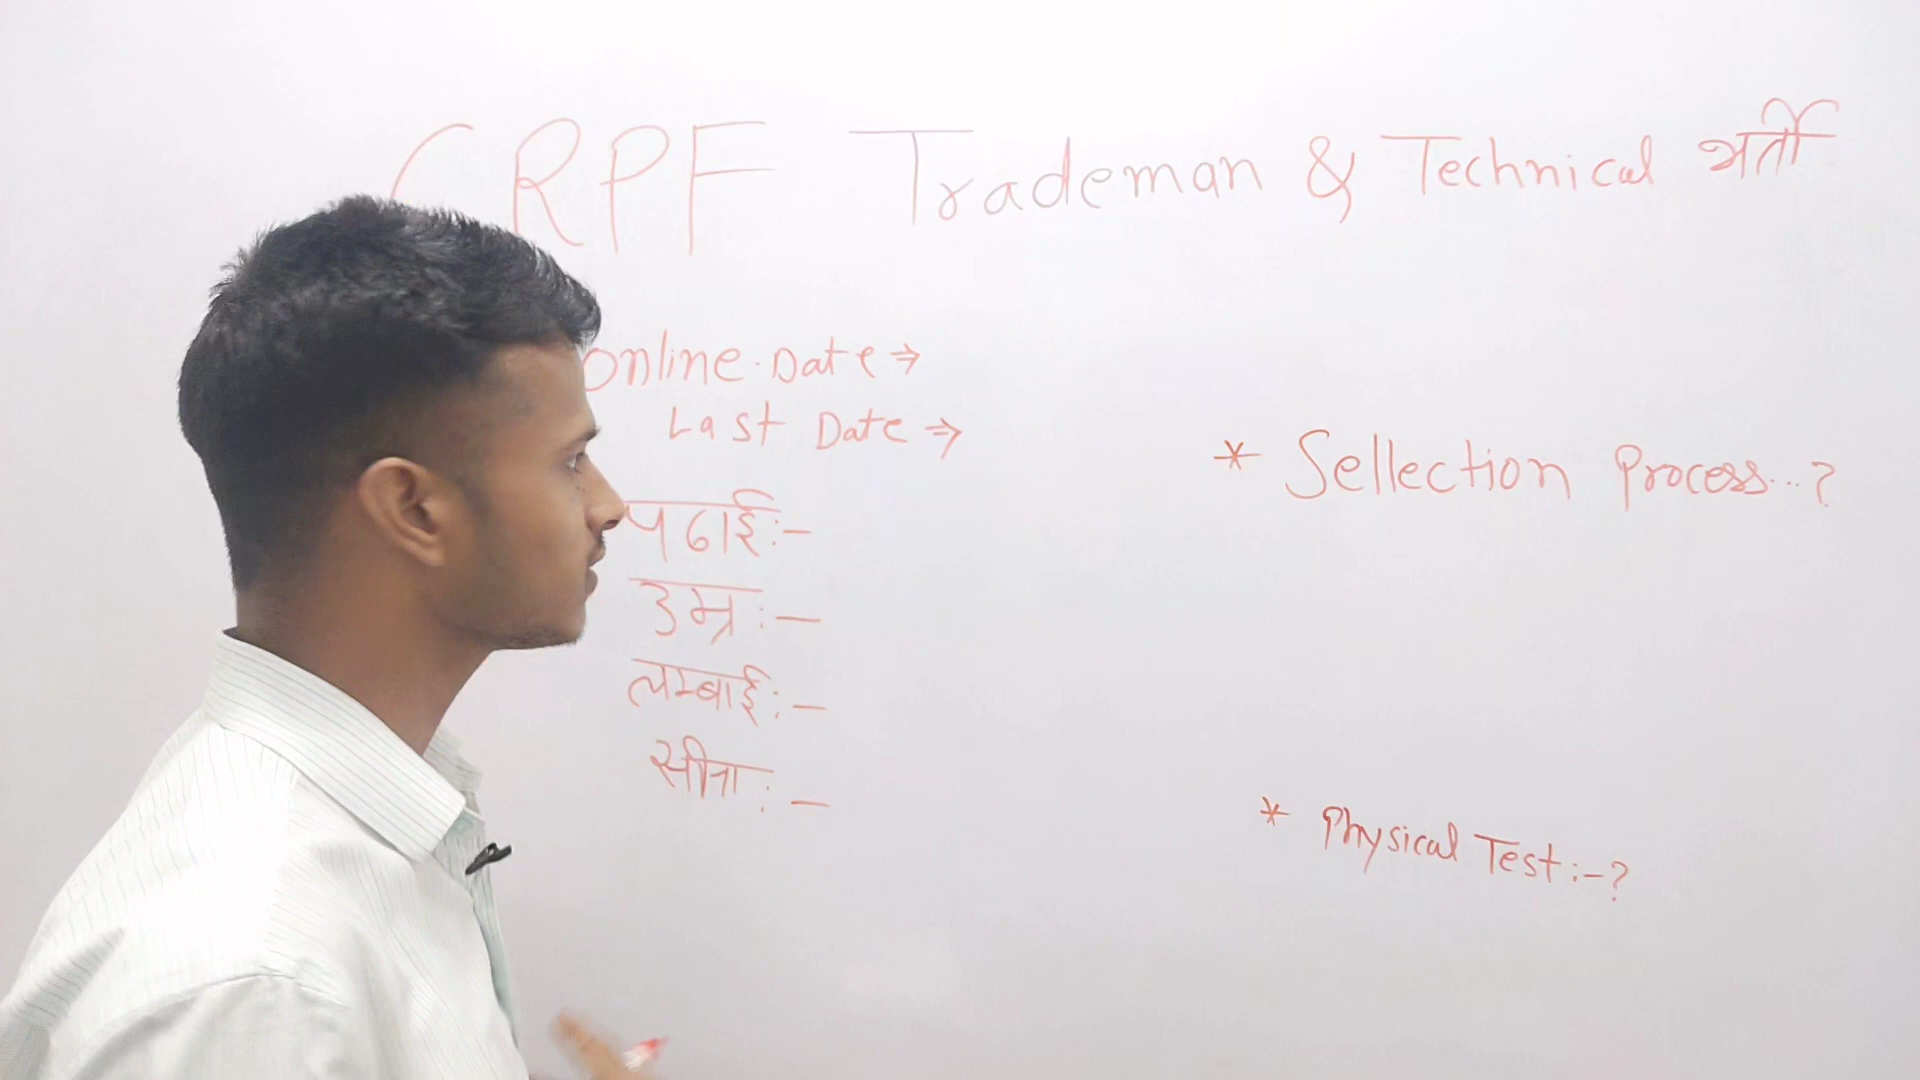 CRPF Trademan & Technical भर्ती
Online Date ⇒
Last Date ⇒
पढाई:-
उम्र:-
लम्बाई:-
सीना:-
* Sellection Process...?
* Physical Test:-?